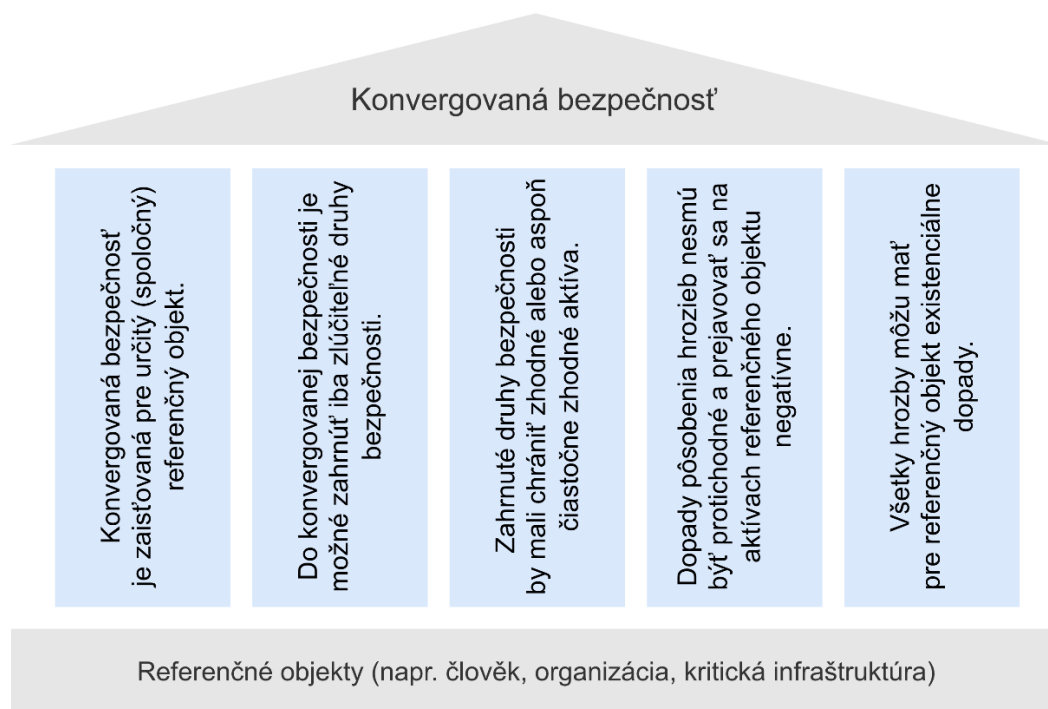 Konvergovaná bezpečnosť
Konvergovaná bezpečnosť
je zaisťovaná pre určitý (spoločný)
referenčný objekt.
Do konvergovanej bezpečnosti je
možné zahrnúť iba zlúčiteľné druhy
bezpečnosti.
Zahrnuté druhy bezpečnosti
by mali chrániť zhodné alebo aspoň
čiastočne zhodné aktíva.
Dopady pôsobenia hrozieb nesmú
být protichodné a prejavovať sa na
aktívach referenčného objektu
negatívne.
Všetky hrozby môžu mať
pre referenčný objekt existenciálne
dopady.
Referenčné objekty (napr. člověk, organizácia, kritická infraštruktúra)